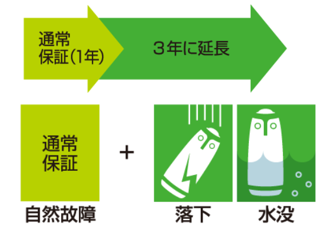 通常
保証（1年）
３年に延長
通常
保証
+
自然故障
落下
水没